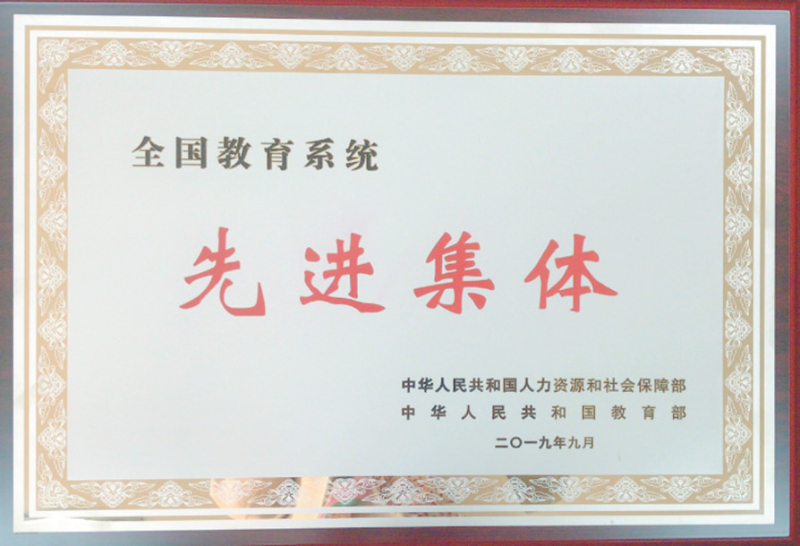 全国教育系统
先进集体
中华人民共和国人力资源和社会保障部
中华人民共和国教育部
二〇一九年九月